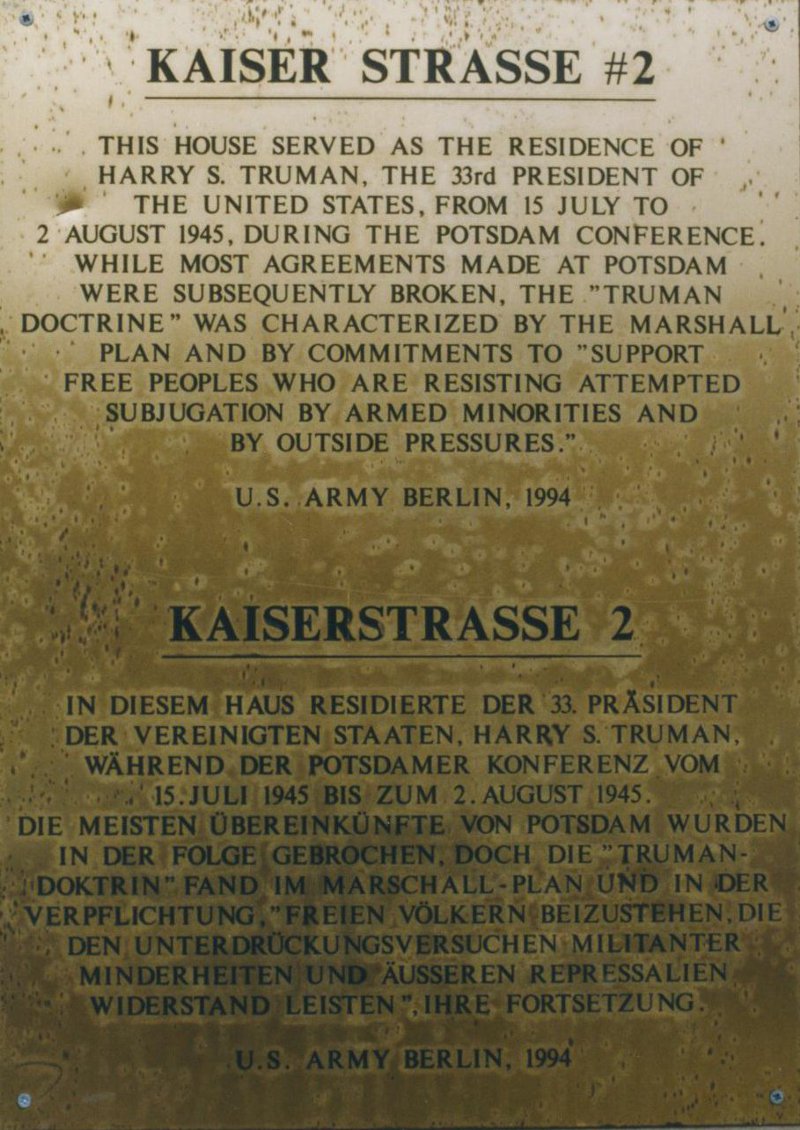 KAISER STRASSE #2
THIS HOUSE SERVED AS THE RESIDENCE OF
HARRY S. TRUMAN, THE 33rd PRESIDENT OF
THE UNITED STATES, FROM 15 JULY TO
2 AUGUST 1945, DURING THE POTSDAM CONFERENCE.
WHILE MOST AGREEMENTS MADE AT POTSDAM
WERE SUBSEQUENTLY BROKEN, THE "TRUMAN
DOCTRINE" WAS CHARACTERIZED BY THE MARSHALL
PLAN AND BY COMMITMENTS TO "SUPPORT
FREE PEOPLES WHO ARE RESISTING ATTEMPTED
SUBJUGATION BY ARMED MINORITIES AND
BY OUTSIDE PRESSURES."
U.S. ARMY BERLIN, 1994
KAISERSTRASSE 2
IN DIESEM HAUS RESIDIERTE DER 33. PRÄSIDENT
DER VEREINIGTEN STAATEN, HARRY S. TRUMAN,
WÄHREND DER POTSDAMER KONFERENZ VOM
15. JULI 1945 BIS ZUM 2. AUGUST 1945.
DIE MEISTEN ÜBEREINKÜNFTE VON POTSDAM WURDEN
IN DER FOLGE GEBROCHEN, DOCH DIE "TRUMAN-
DOKTRIN" FAND IM MARSCHALL-PLAN UND IN DER
VERPFLICHTUNG, "FREIEN VÖLKERN BEIZUSTEHEN, DIE
DEN UNTERDRÜCKUNGSVERSUCHEN MILITANTER
MINDERHEITEN UND ÄUSSEREN REPRESSALIEN
WIDERSTAND LEISTEN", IHRE FORTSETZUNG.
U.S. ARMY BERLIN, 1994